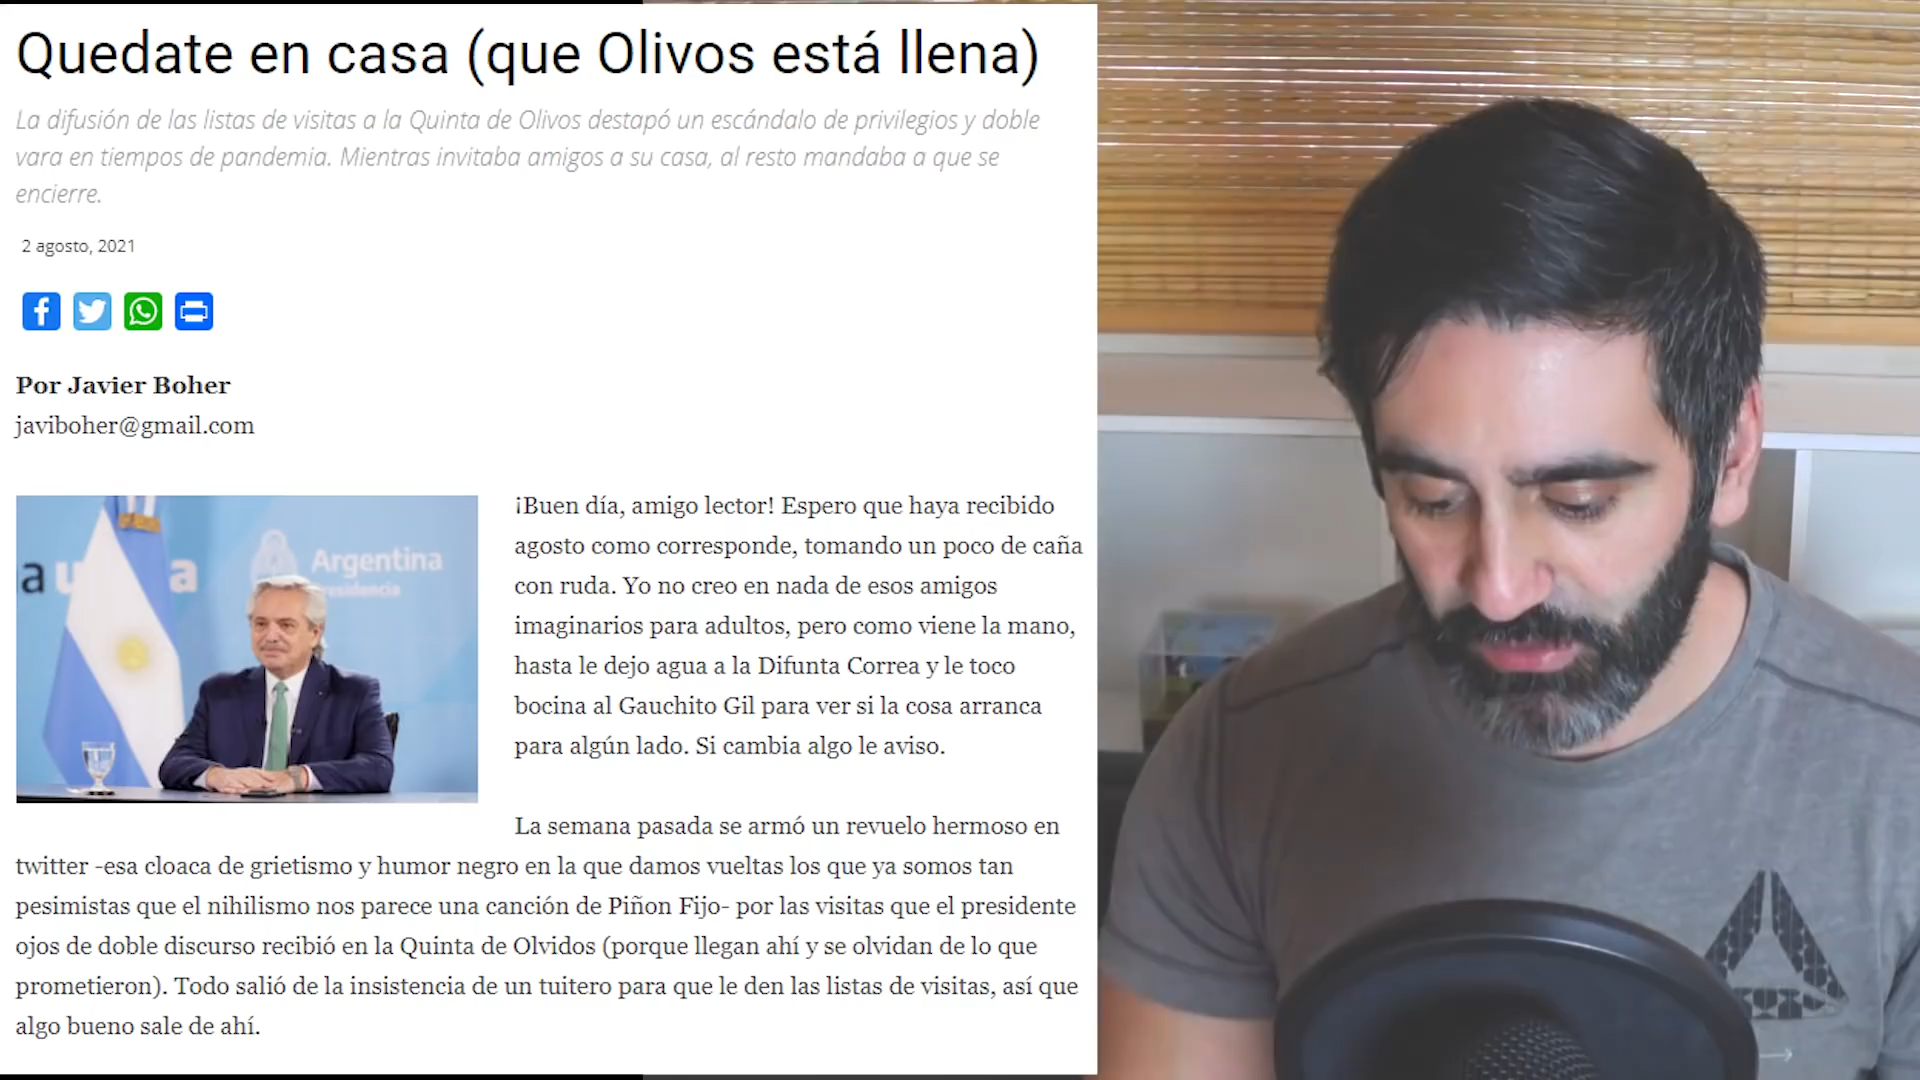 Quedate en casa (que Olivos está llena)
La difusión de las listas de visitas a la Quinta de Olivos destapó un escándalo de privilegios y doble
vara en tiempos de pandemia. Mientras invitaba amigos a su casa, al resto mandaba a que se
encierre.
2 agosto, 2021
Por Javier Boher
javiboher@gmail.com
Argentina
Presidencia
¡Buen día, amigo lector! Espero que haya recibido
agosto como corresponde, tomando un poco de caña
con ruda. Yo no creo en nada de esos amigos
imaginarios para adultos, pero como viene la mano,
hasta le dejo agua a la Difunta Correa y le toco
bocina al Gauchito Gil para ver si la cosa arranca
para algún lado. Si cambia algo le aviso.
La semana pasada se armó un revuelo hermoso en
twitter -esa cloaca de grietismo y humor negro en la que damos vueltas los que ya somos tan
pesimistas que el nihilismo nos parece una canción de Piñon Fijo- por las visitas que el presidente
ojos de doble discurso recibió en la Quinta de Olvidos (porque llegan ahí y se olvidan de lo que
prometieron). Todo salió de la insistencia de un tuitero para que le den las listas de visitas, así que
algo bueno sale de ahí.